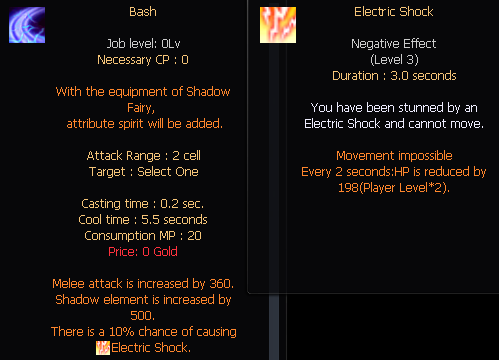 Bash
Job level: 0Lv
Necessary CP : 0
With the equipment of Shadow
Fairy,
attribute spirit will be added.
Attack Range : 2 cell
Target : Select One
Casting time : 0.2 sec.
Cool time : 5.5 seconds
Consumption MP : 20
Price: 0 Gold
Melee attack is increased by 360.
Shadow element is increased by
500.
There is a 10% chance of causing
Electric Shock.
Electric Shock
Negative Effect
(Level 3)
Duration : 3.0 seconds
You have been stunned by an
Electric Shock and cannot move.
Movement impossible
Every 2 seconds:HP is reduced by
198(Player Level*2).